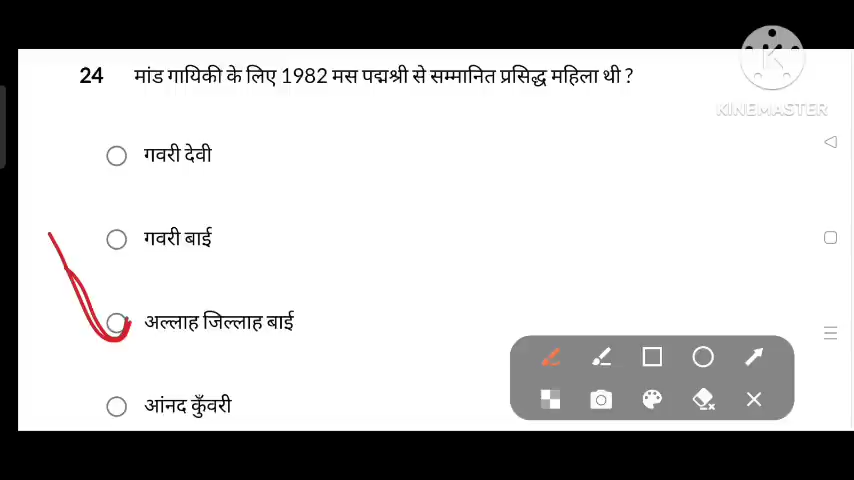 24 मांड गायिकी के लिए 1982 मस पद्मश्री से सम्मानित प्रसिद्ध महिला थी ?
KINEMASTER
गवरी देवी
गवरी बाई
अल्लाह जिल्लाह बाई
आंनद कुँवरी